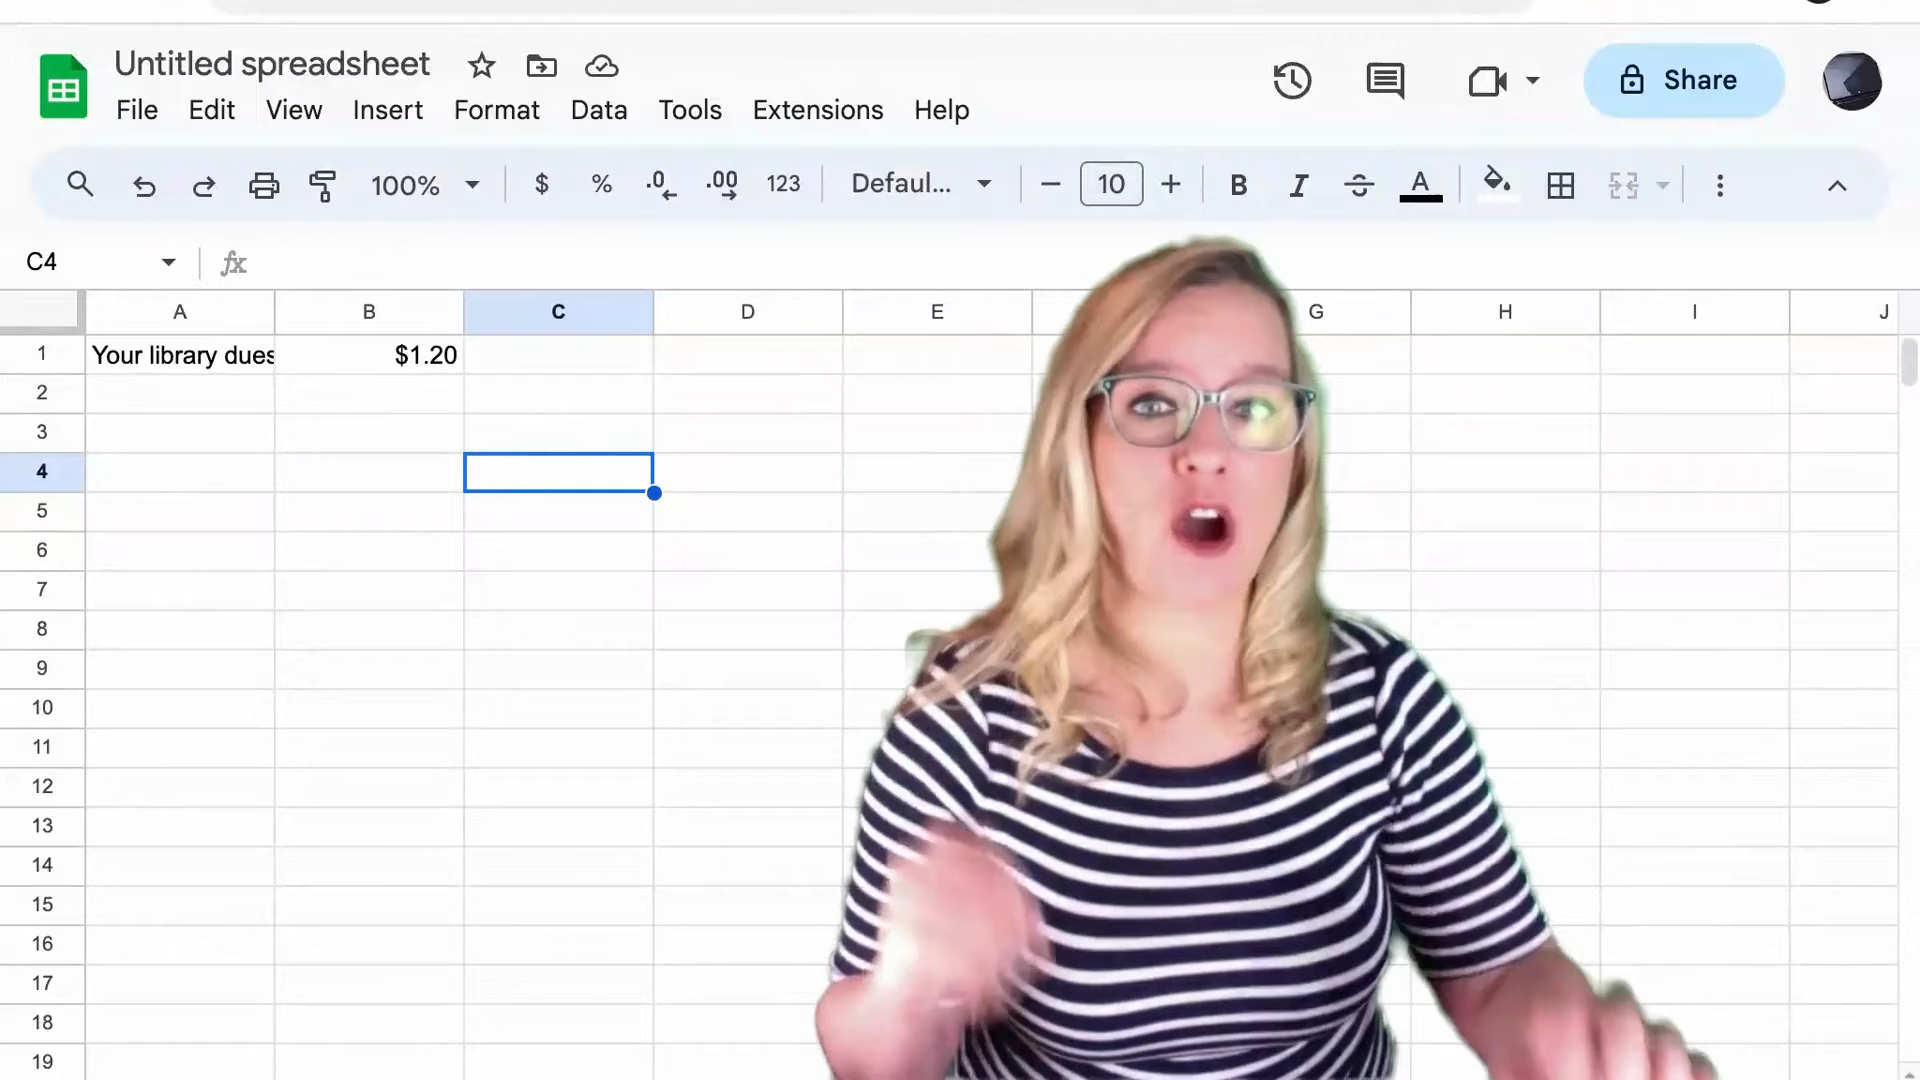 Untitled spreadsheet
File Edit View Insert Format Data Tools Extensions Help
Share
100% $ % .0 .00 123 Defaul... 10 B I A
C4 fx
A B C D E G H I J
1 Your library dues $1.20
2
3
4
5
6
7
8
9
10
11
12
13
14
15
16
17
18
19